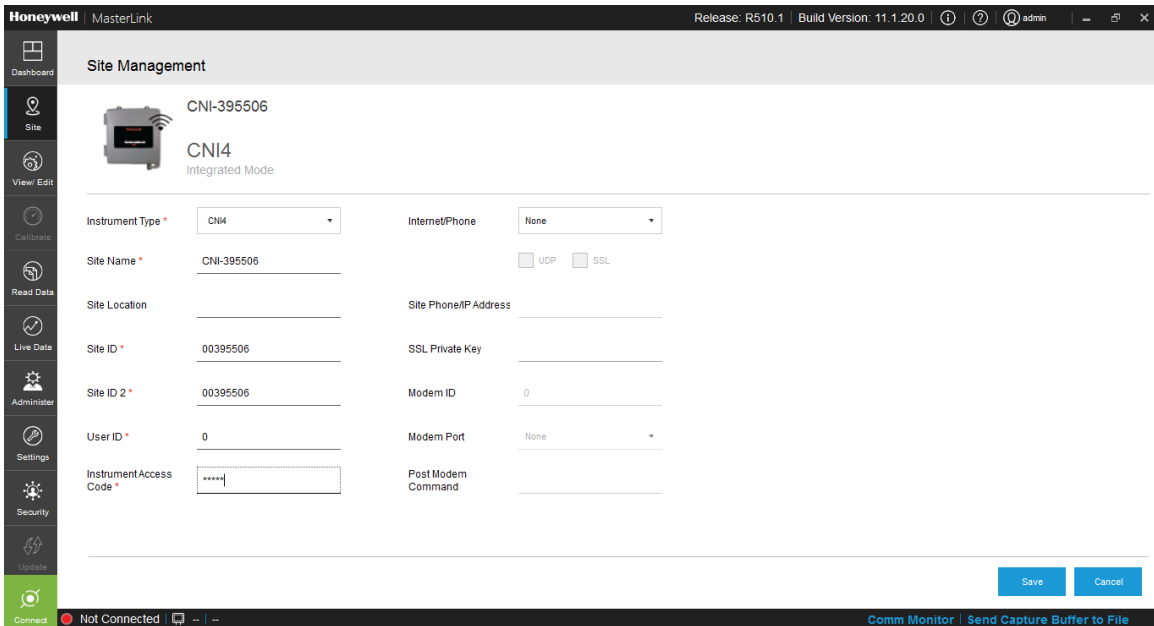 Honeywell | MasterLink Release: R510.1 | Build Version: 11.1.20.0 | admin
Dashboard
Site
View/ Edit
Calibrate
Read Data
Live Data
Administer
Settings
Security
Update
Connect
Site Management
CNI-395506
CNI4
Integrated Mode
Instrument Type * CNI4 Internet/Phone None
Site Name * CNI-395506 UDP SSL
Site Location Site Phone/IP Address
Site ID * 00395506 SSL Private Key
Site ID 2 * 00395506 Modem ID 0
User ID * 0 Modem Port None
Instrument Access
Code * ***** Post Modem
Command
Save Cancel
Not Connected | -- | -- Comm Monitor | Send Capture Buffer to File